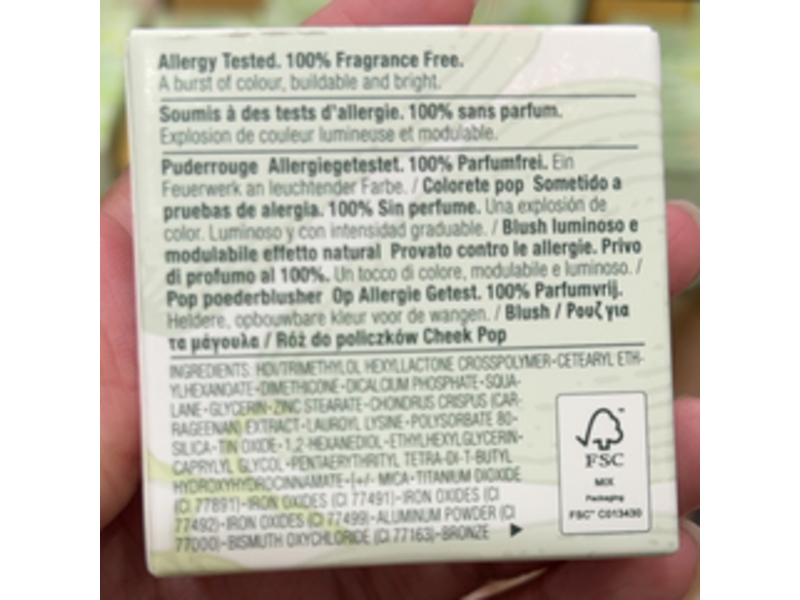 Allergy Tested. 100% Fragrance Free.
A burst of colour, buildable and bright.
Soumis à des tests d'allergie. 100% sans parfum.
Explosion de couleur lumineuse et modulable.
Puderrouge Allergiegetestet. 100% Parfumfrei. Ein
Feuerwerk an leuchtender Farbe. / Colorete pop Sometido a
pruebas de alergia. 100% Sin perfume. Una explosión de
color. Luminoso y con intensidad graduable. / Blush luminoso e
modulabile effetto natural Provato contro le allergie. Privo
di profumo al 100%. Un tocco di colore, modulabile e luminoso. /
Pop poederblusher Op Allergie Getest. 100% Parfumvrij.
Heldere, opbouwbare kleur voor de wangen. / Blush / Ρουζ για
τα μάγουλα / Róż do policzków Cheek Pop
INGREDIENTS: HDI/TRIMETHYLOL HEXYLLACTONE CROSSPOLYMER•CETEARYL ETH-
YLHEXANOATE•DIMETHICONE•DICALCIUM PHOSPHATE•SQUA-
LANE•GLYCERIN•ZINC STEARATE•CHONDRUS CRISPUS (CAR-
RAGEENAN) EXTRACT•LAUROYL LYSINE•POLYSORBATE 80•
SILICA•TIN OXIDE•1,2-HEXANEDIOL•ETHYLHEXYLGLYCERIN•
CAPRYLYL GLYCOL•PENTAERYTHRITYL TETRA-DI-T-BUTYL
HYDROXYHYDROCINNAMATE•[+/- MICA•TITANIUM DIOXIDE
(CI 77891)•IRON OXIDES (CI 77491)•IRON OXIDES (CI
77492)•IRON OXIDES (CI 77499)•ALUMINUM POWDER (CI
77000)•BISMUTH OXYCHLORIDE (CI 77163)•BRONZE ▶
FSC
MIX
Packaging
FSC™ C013430